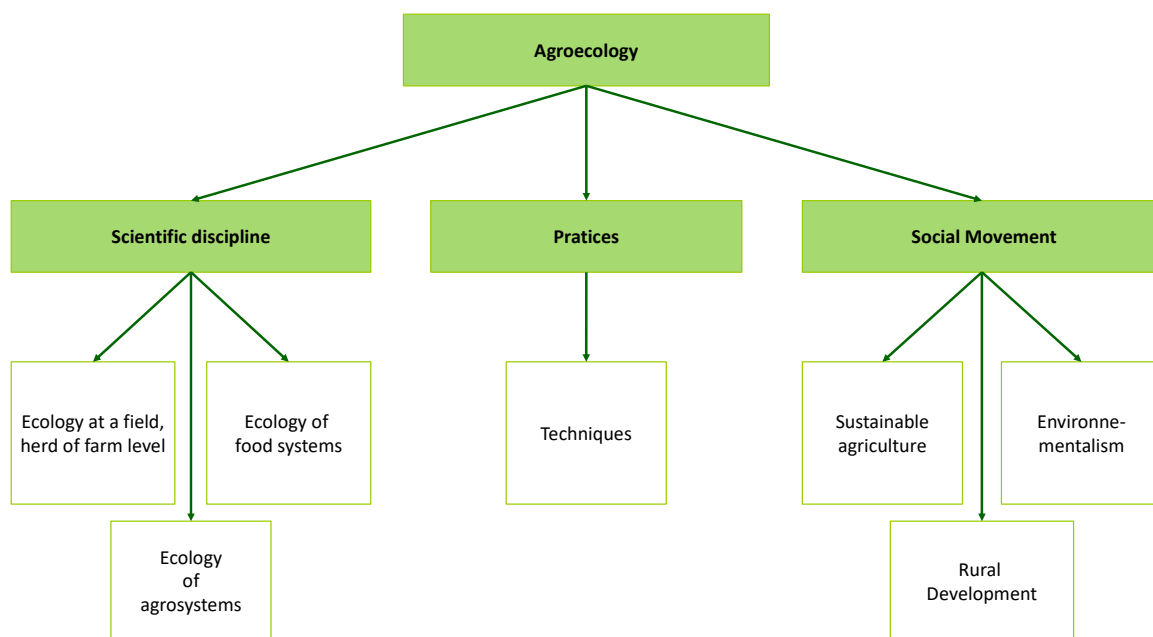 Agroecology
Scientific discipline
Pratices
Social Movement
Ecology at a field,
herd of farm level
Ecology of
food systems
Techniques
Sustainable
agriculture
Environne-
mentalism
Ecology
of
agrosystems
Rural
Development